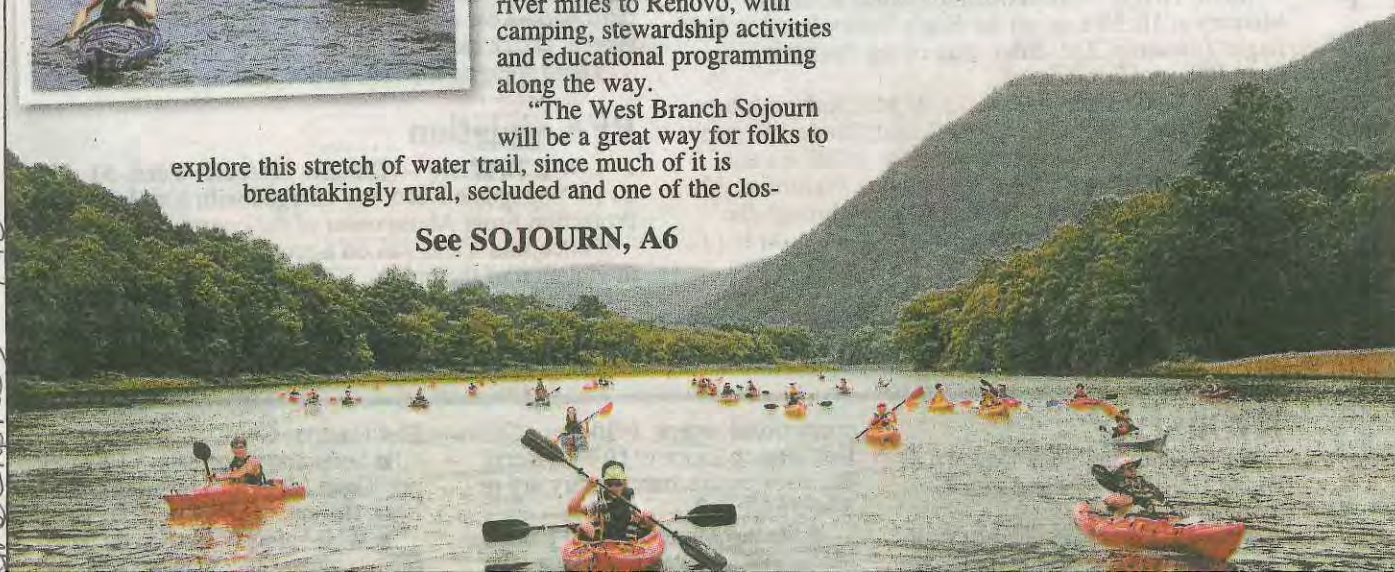 river miles to Renovo, with
camping, stewardship activities
and educational programming
along the way.
“The West Branch Sojourn
will be a great way for folks to
explore this stretch of water trail, since much of it is
breathtakingly rural, secluded and one of the clos-
See SOJOURN, A6